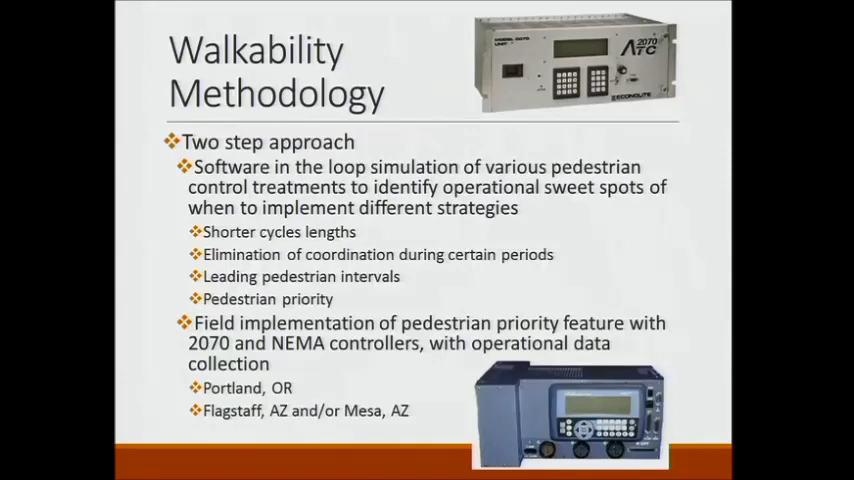 Walkability
Methodology
MODEL 2070
UNIT
2070
ATC
ECONOLITE
Two step approach
Software in the loop simulation of various pedestrian
control treatments to identify operational sweet spots of
when to implement different strategies
Shorter cycles lengths
Elimination of coordination during certain periods
Leading pedestrian intervals
Pedestrian priority
Field implementation of pedestrian priority feature with
2070 and NEMA controllers, with operational data
collection
Portland, OR
Flagstaff, AZ and/or Mesa, AZ